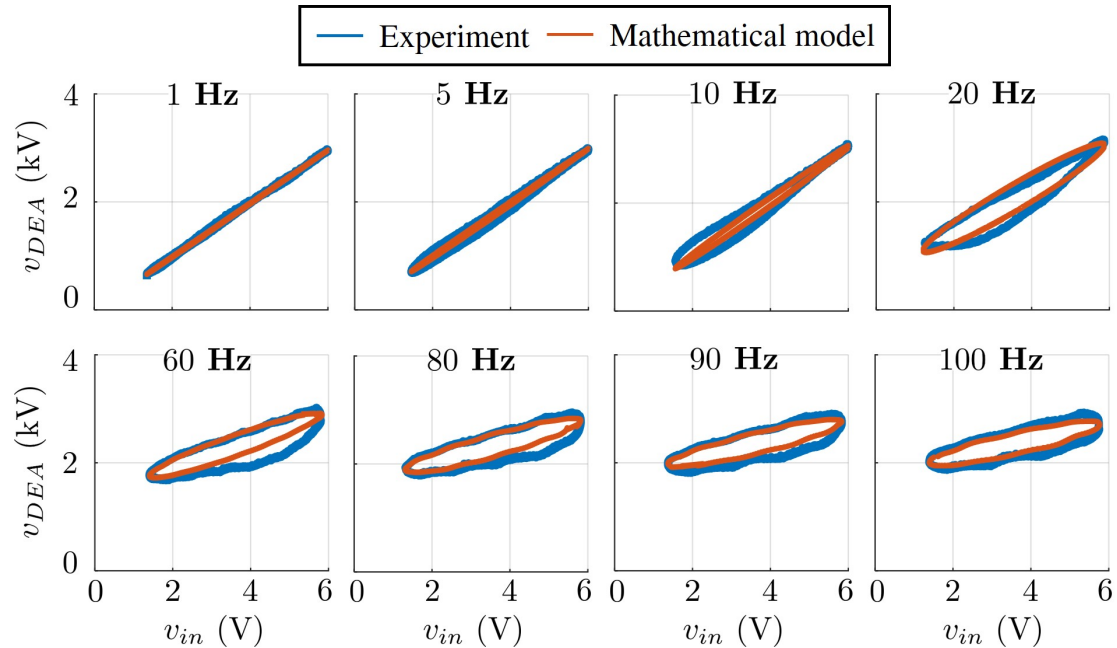 Experiment Mathematical model
1 Hz 5 Hz 10 Hz 20 Hz
4
2
0
v_DEA (kV)
60 Hz 80 Hz 90 Hz 100 Hz
4
2
0
v_DEA (kV)
0 2 4 6 0 2 4 6 0 2 4 6 0 2 4 6
v_in (V) v_in (V) v_in (V) v_in (V)